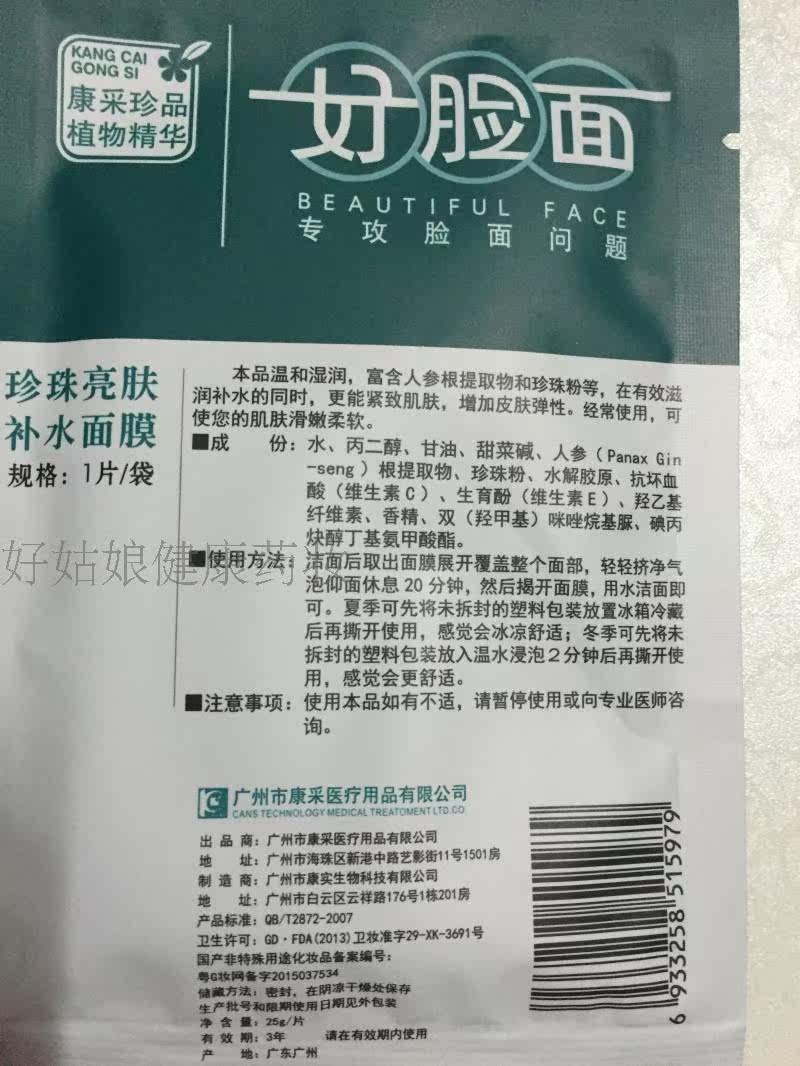 KANG CAI
GONG SI
康采珍品
植物精华
好脸面
BEAUTIFUL FACE
专攻脸面问题
珍珠亮肤
补水面膜
规格：1片/袋
本品温和湿润，富含人参根提取物和珍珠粉等，在有效滋
润补水的同时，更能紧致肌肤，增加皮肤弹性。经常使用，可
使您的肌肤滑嫩柔软。
■成　份：水、丙二醇、甘油、甜菜碱、人参（Panax Gin
-seng）根提取物、珍珠粉、水解胶原、抗坏血
酸（维生素C）、生育酚（维生素E）、羟乙基
纤维素、香精、双（羟甲基）咪唑烷基脲、碘丙
炔醇丁基氨甲酸酯。
■使用方法：洁面后取出面膜展开覆盖整个面部，轻轻挤净气
泡仰面休息20分钟，然后揭开面膜，用水洁面即
可。夏季可先将未拆封的塑料包装放置冰箱冷藏
后再撕开使用，感觉会冰凉舒适；冬季可先将未
拆封的塑料包装放入温水浸泡2分钟后再撕开使
用，感觉会更舒适。
■注意事项：使用本品如有不适，请暂停使用或向专业医师咨
询。
好姑娘健康药妆
广州市康采医疗用品有限公司
CANS TECHNOLOGY MEDICAL TREATOMENT LTD.CO
出品商：广州市康采医疗用品有限公司
地　址：广州市海珠区新港中路艺影街11号1501房
制造商：广州市康实生物科技有限公司
地　址：广州市白云区云祥路176号1栋201房
产品标准：QB/T2872-2007
卫生许可：GD·FDA(2013)卫妆准字29-XK-3691号
国产非特殊用途化妆品备案编号：
粤G妆网备字2015037534
储藏方法：密封，在阴凉干燥处保存
生产批号和限期使用日期见外包装
净含量：25g/片
有效期：3年　请在有效期内使用
产　地：广东广州
6 933258 515979